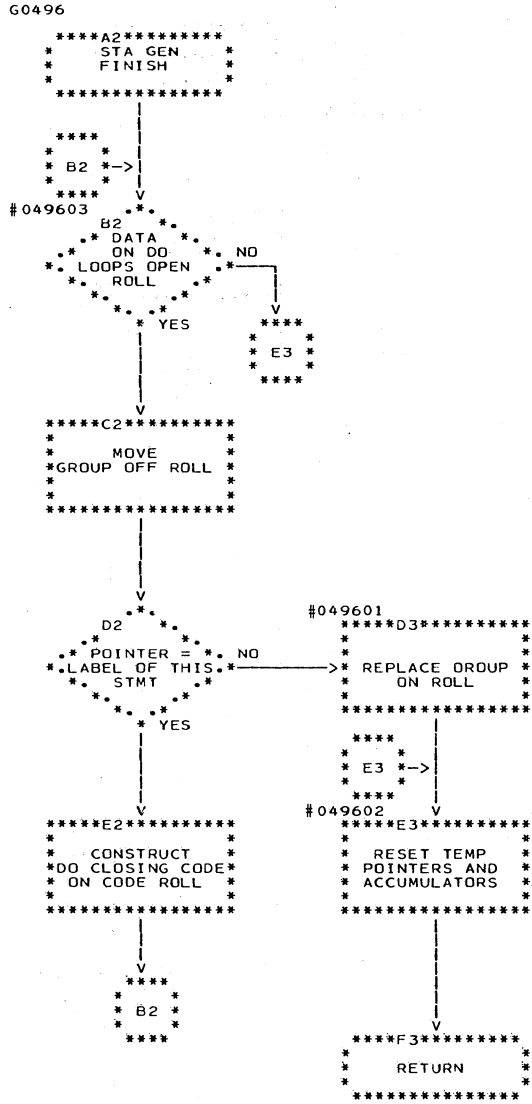 G0496
A2
STA GEN
FINISH
B2
#049603
B2
DATA
ON DO
LOOPS OPEN
ROLL
NO
YES
E3
C2
MOVE
GROUP OFF ROLL
D2
POINTER =
LABEL OF THIS
STMT
NO
YES
#049601
D3
REPLACE OROUP
ON ROLL
E3
#049602
E2
CONSTRUCT
DO CLOSING CODE
ON CODE ROLL
E3
RESET TEMP
POINTERS AND
ACCUMULATORS
B2
F3
RETURN